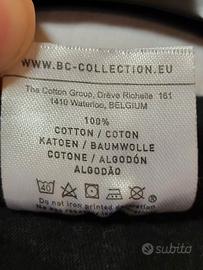 WWW.BC-COLLECTION.EU
The Cotton Group, Drève Richelle 161
1410 Waterloo, BELGIUM
100%
COTTON / COTON
KATOEN / BAUMWOLLE
COTONE / ALGODÓN
ALGODÃO
40
Do not iron printed decoration
subito